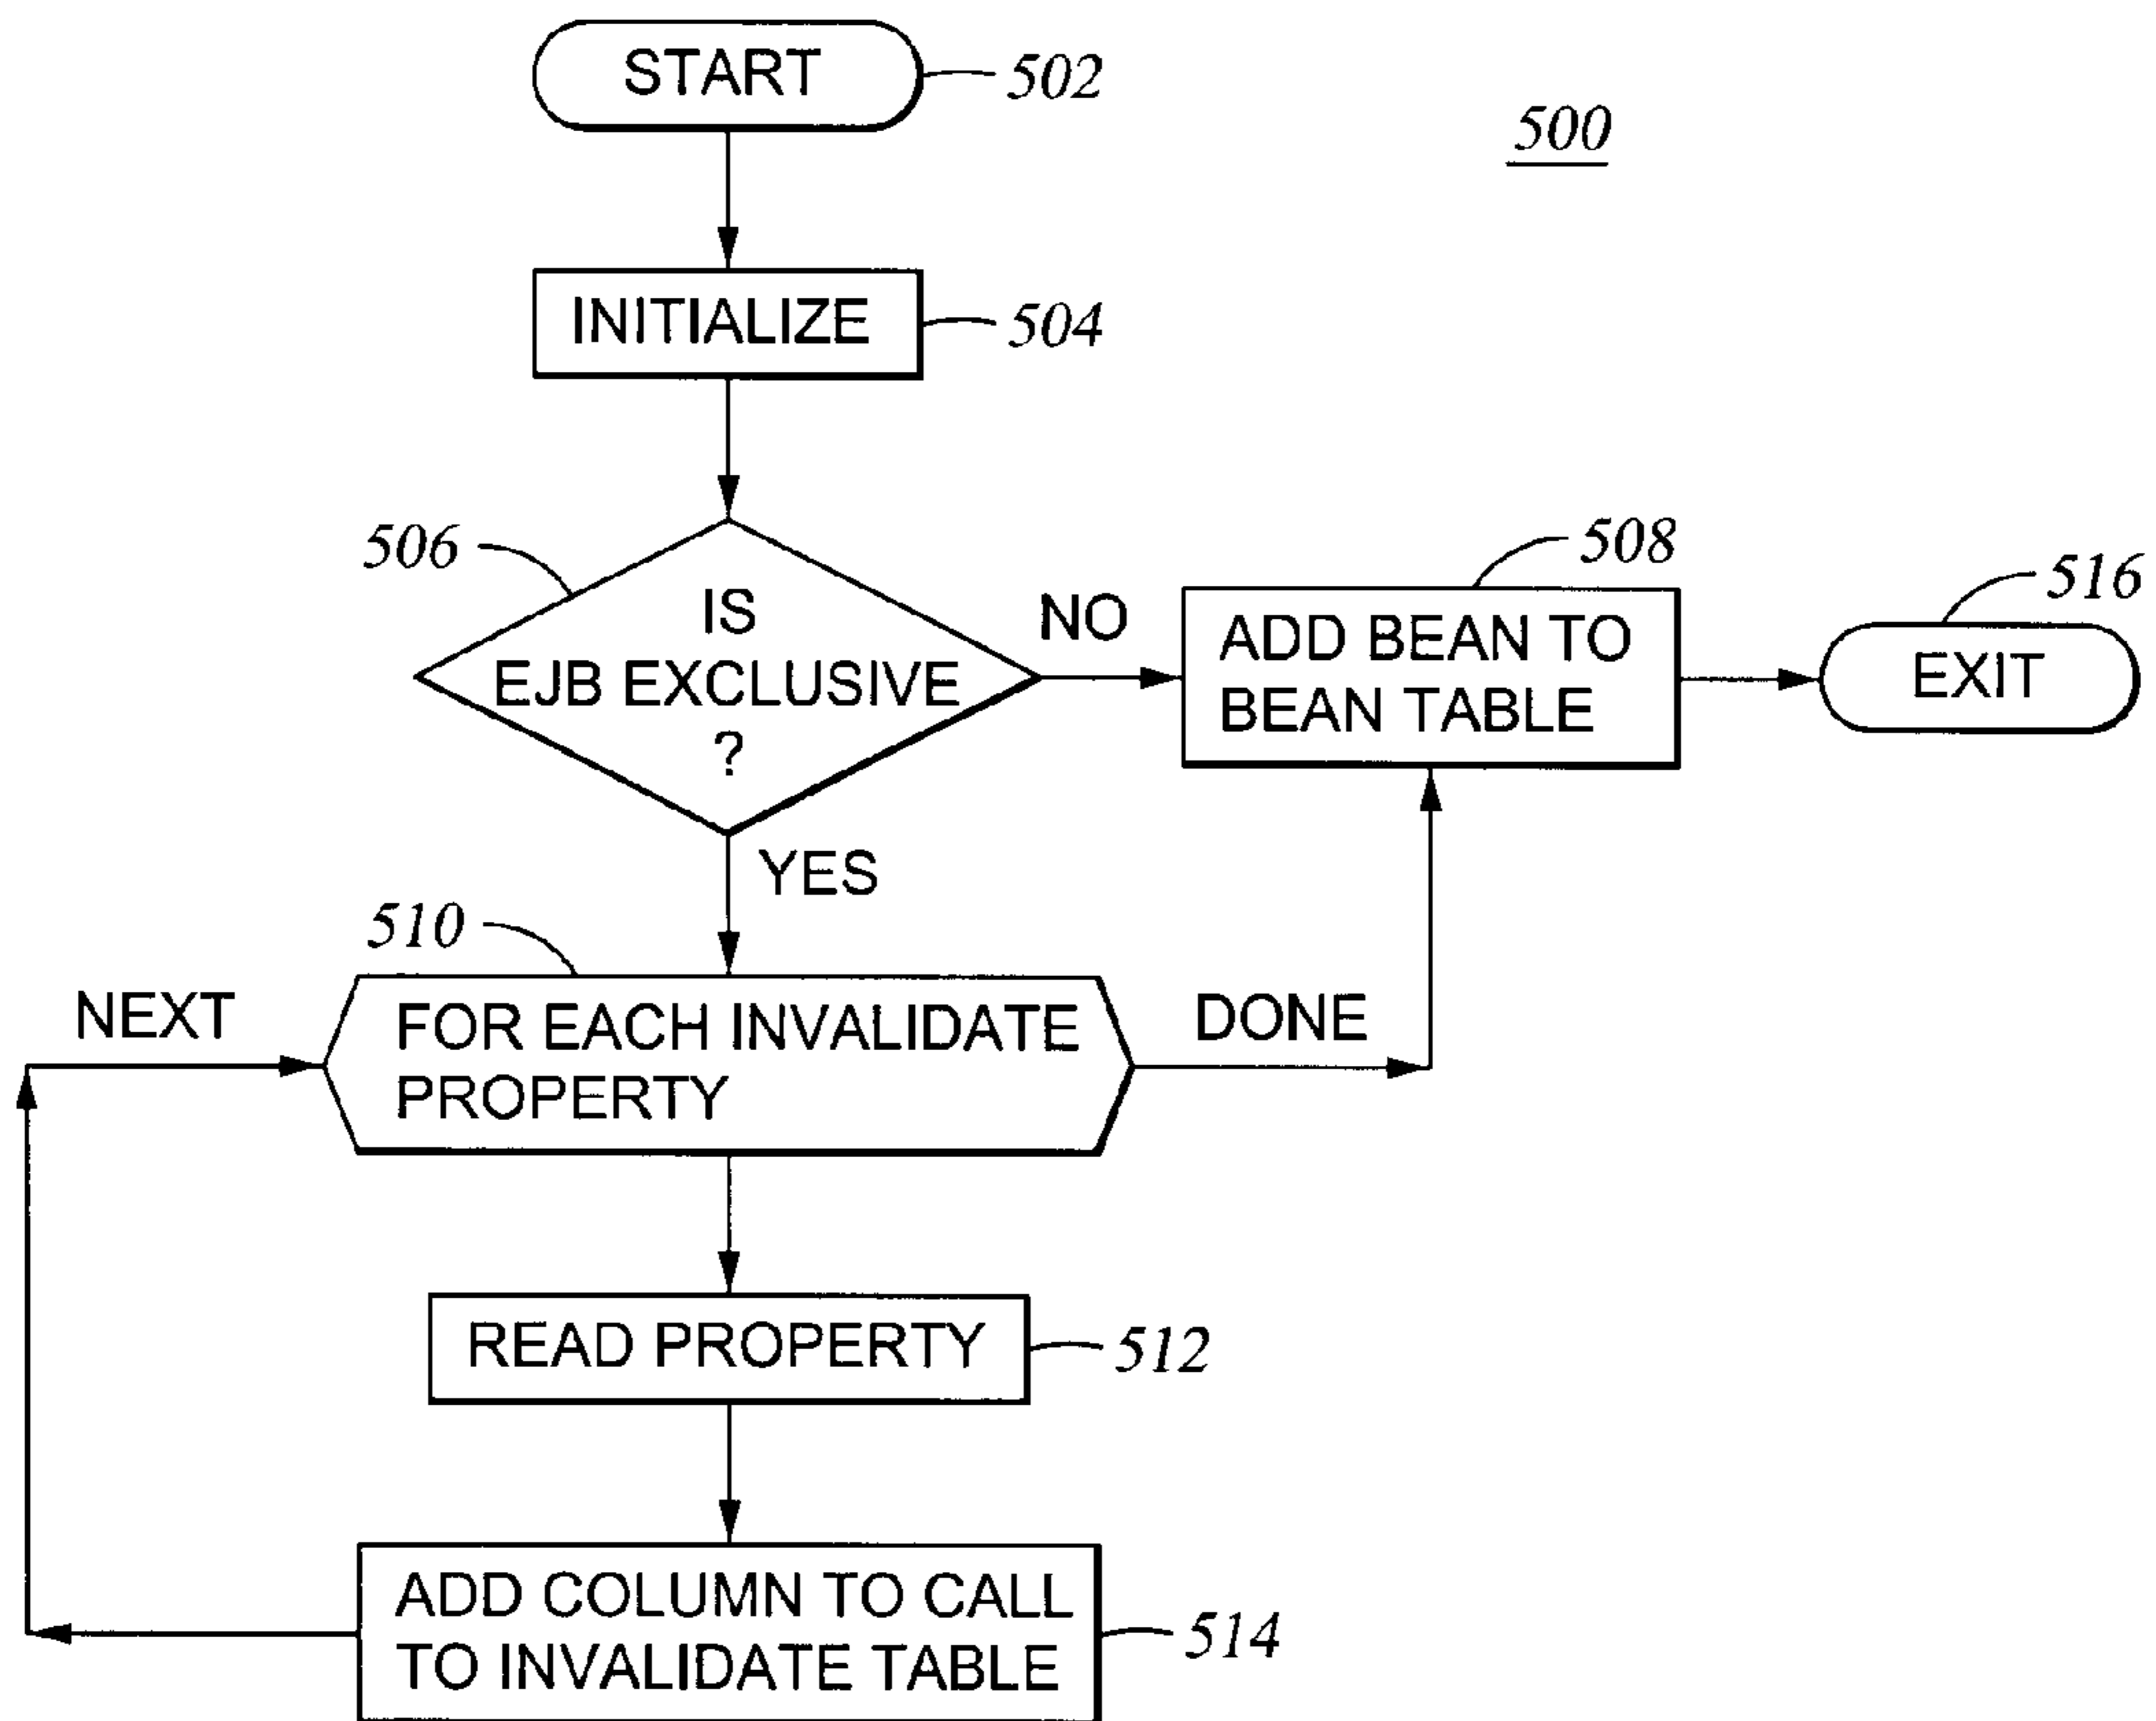 START
502
500
INITIALIZE
504
506
IS
EJB EXCLUSIVE
?
NO
508
ADD BEAN TO
BEAN TABLE
516
EXIT
YES
510
NEXT
FOR EACH INVALIDATE
PROPERTY
DONE
READ PROPERTY
512
ADD COLUMN TO CALL
TO INVALIDATE TABLE
514